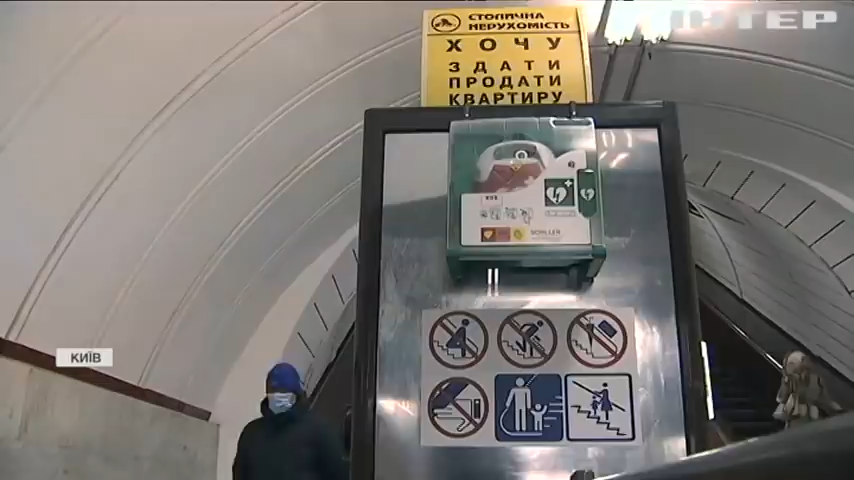 ІНТЕР
СТОЛИЧНА
НЕРУХОМІСТЬ
ХОЧУ
ЗДАТИ
ПРОДАТИ
КВАРТИРУ
SCHILLER
КИЇВ